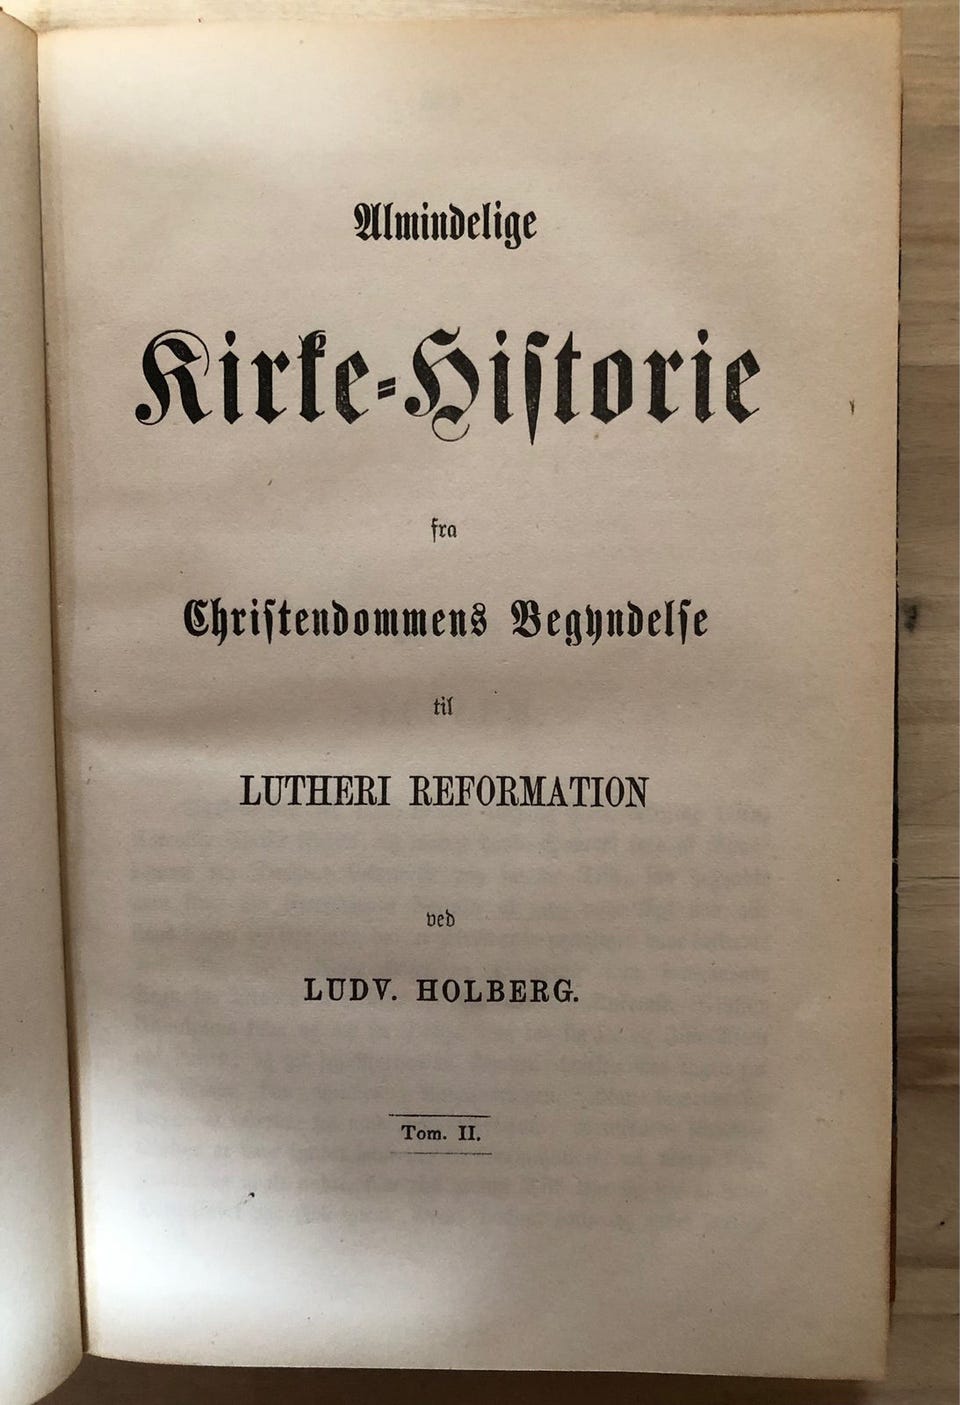 Almindelige
Kirke-Historie
fra
Christendommens Begyndelse
til
LUTHERI REFORMATION
ved
LUDV. HOLBERG.
Tom. II.